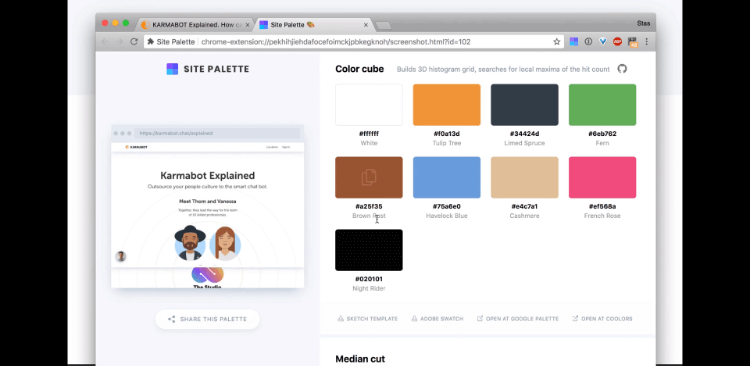 KARMABOT Explained. How ca
Site Palette
Stas
Site Palette
chrome-extension://pekhihjiehdafocefoimckjpbkegknoh/screenshot.html?id=102
SITE PALETTE
https://karmabot.chat/explained
KARMABOT
Karmabot Explained
Outsource your people culture to the smart chat bot.
Meet Thom and Vanessa
The Studio
SHARE THIS PALETTE
Color cube
Builds 3D histogram grid, searches for local maxima of the hit count
#ffffff
White
#f0a13d
Tulip Tree
#34424d
Limed Spruce
#6eb762
Fern
#a25f35
Brown Rust
#75a6e0
Havelock Blue
#e4c7a1
Cashmere
#ef568a
French Rose
#020101
Night Rider
SKETCH TEMPLATE
ADOBE SWATCH
OPEN AT GOOGLE PALETTE
OPEN AT COOLORS
Median cut